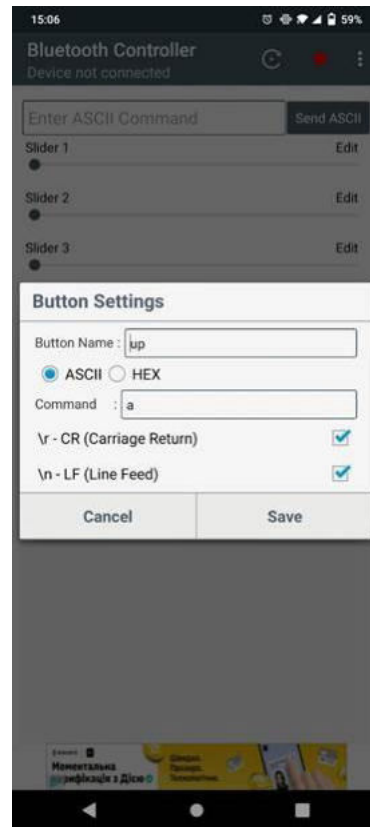 15:06 59%
Bluetooth Controller
Device not connected
Enter ASCII Command Send ASCII
Slider 1 Edit
Slider 2 Edit
Slider 3 Edit
Button Settings
Button Name : up
ASCII HEX
Command : a
\r - CR (Carriage Return)
\n - LF (Line Feed)
Cancel Save
Моментальна
з Дією